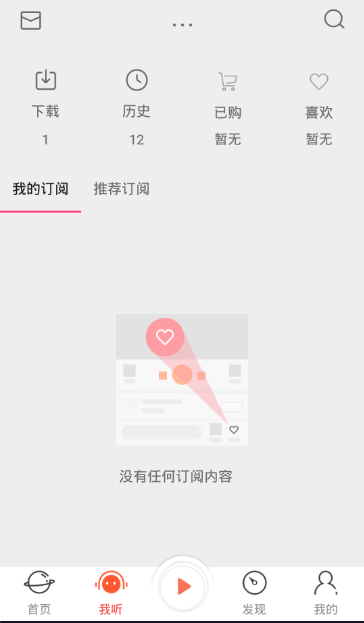 下载 历史 已购 喜欢
1 12 暂无 暂无
我的订阅 推荐订阅
没有任何订阅内容
首页 我听 发现 我的